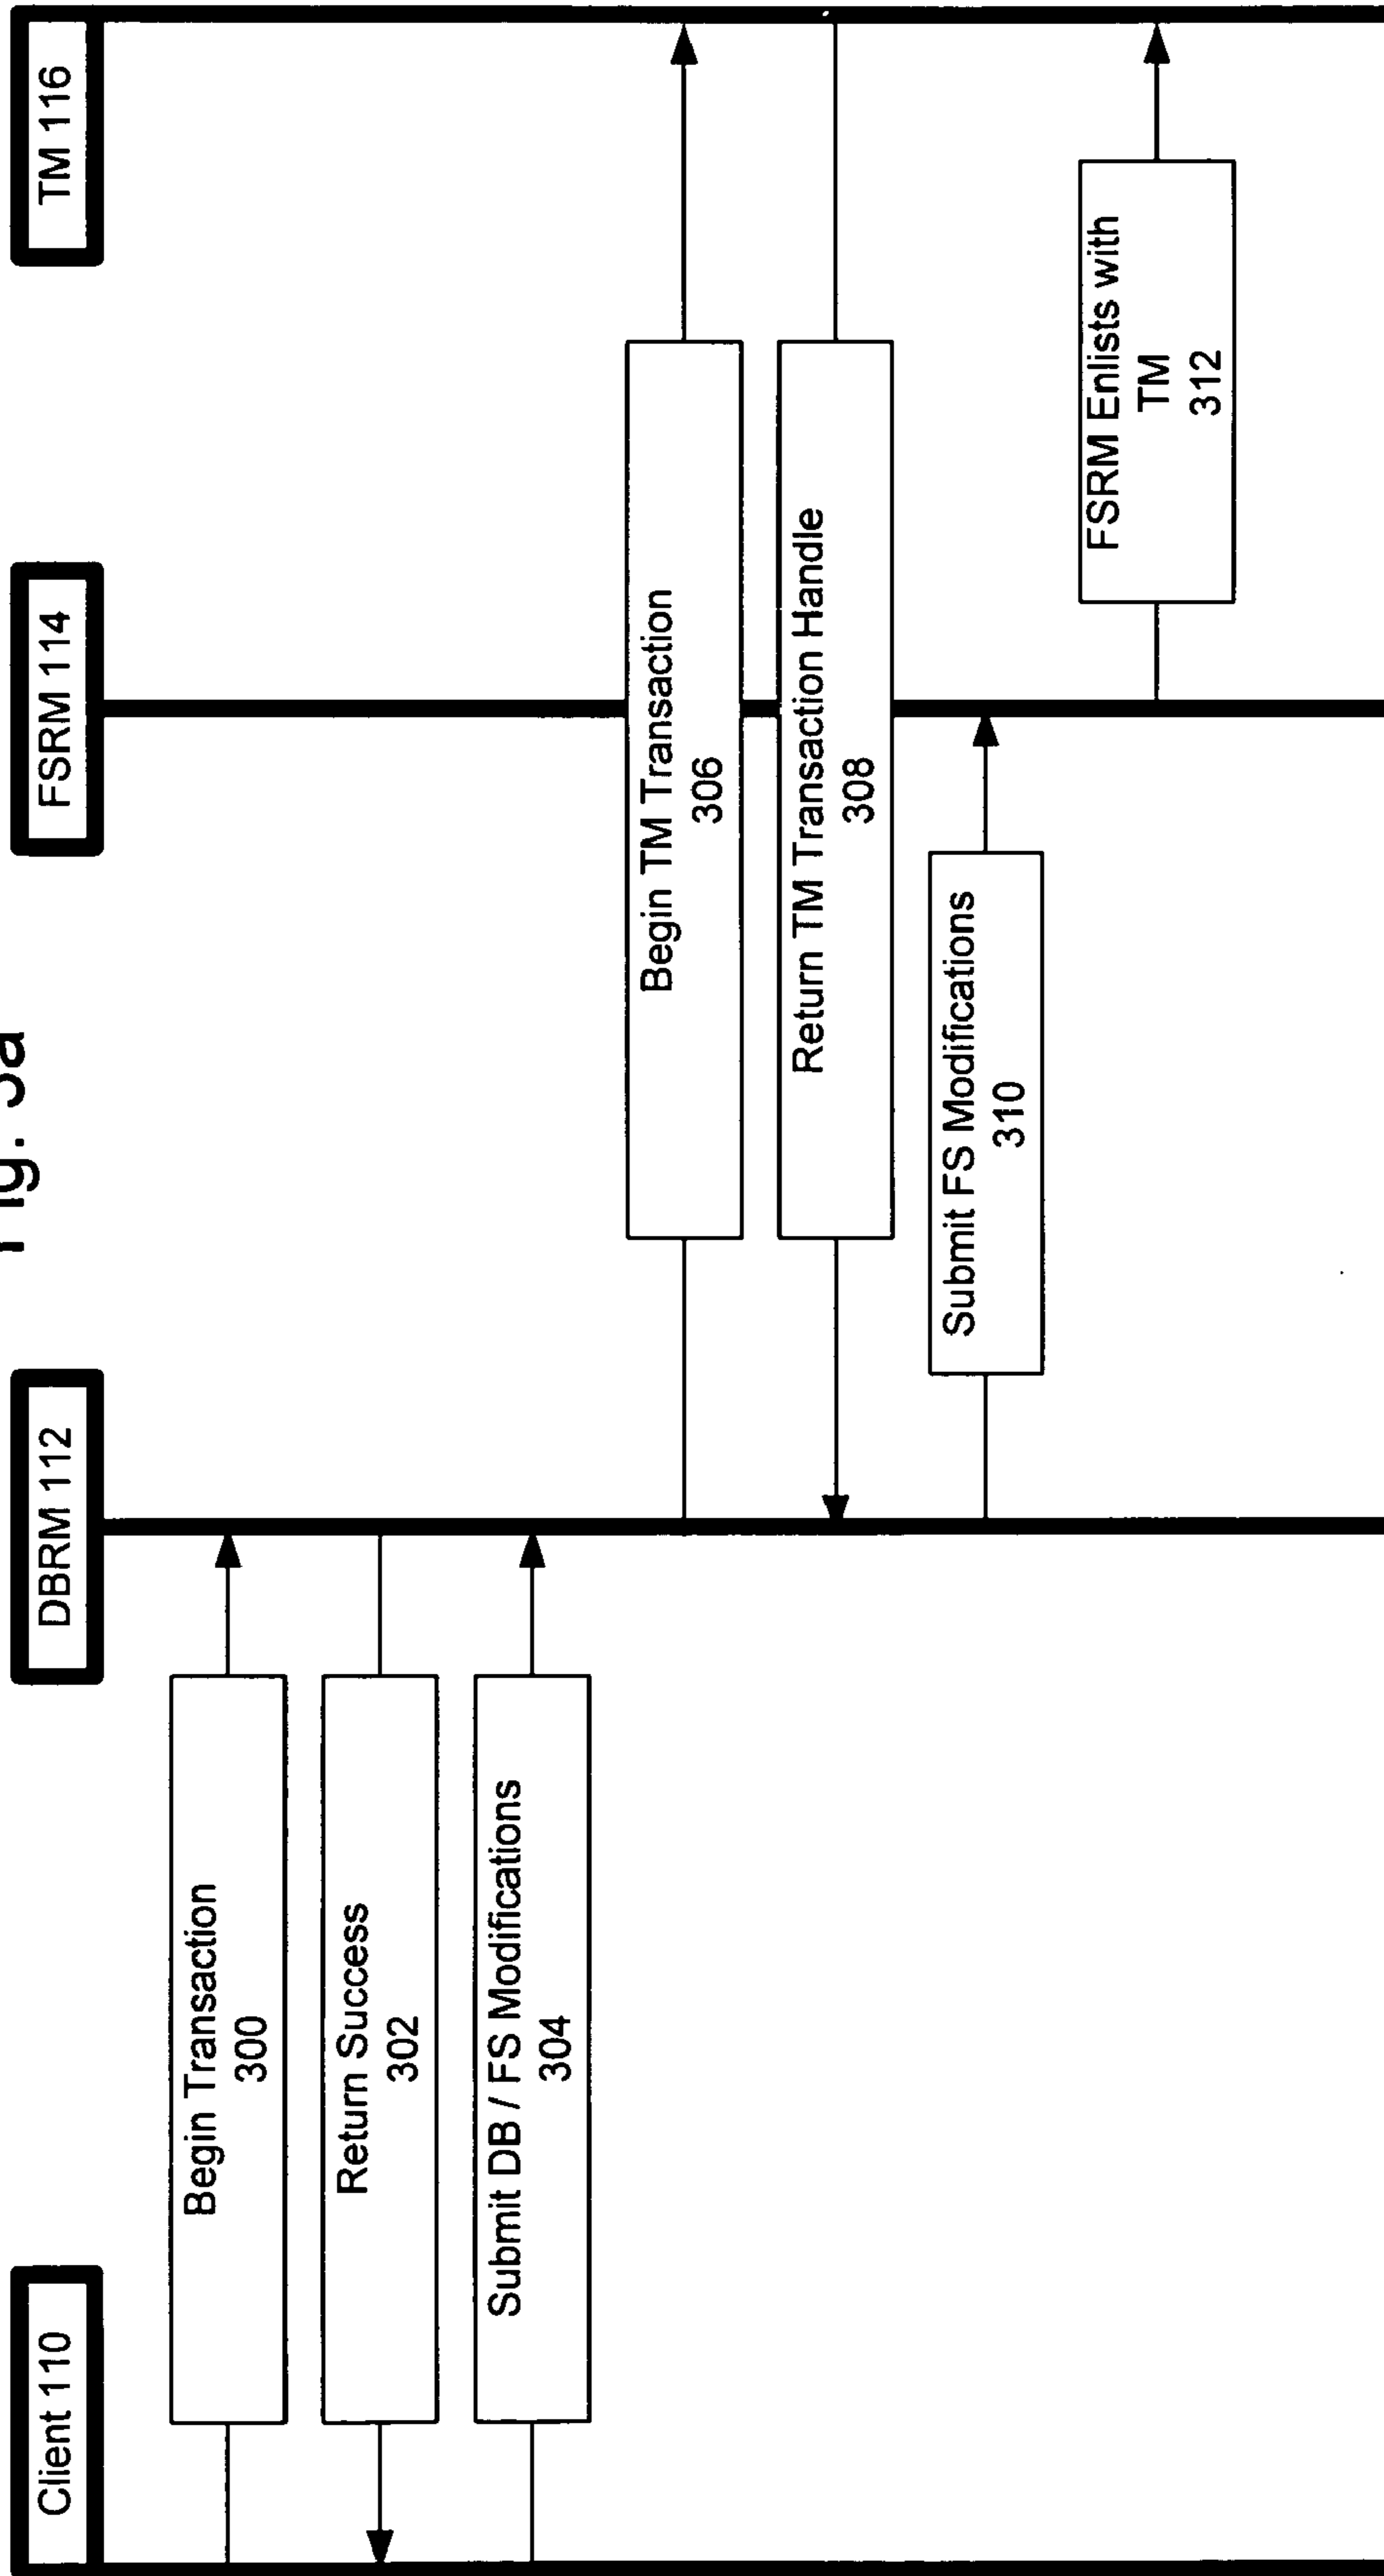 Fig. 3a
Client 110
DBRM 112
FSRM 114
TM 116
Begin Transaction
300
Return Success
302
Submit DB / FS Modifications
304
Begin TM Transaction
306
Return TM Transaction Handle
308
Submit FS Modifications
310
FSRM Enlists with
TM
312